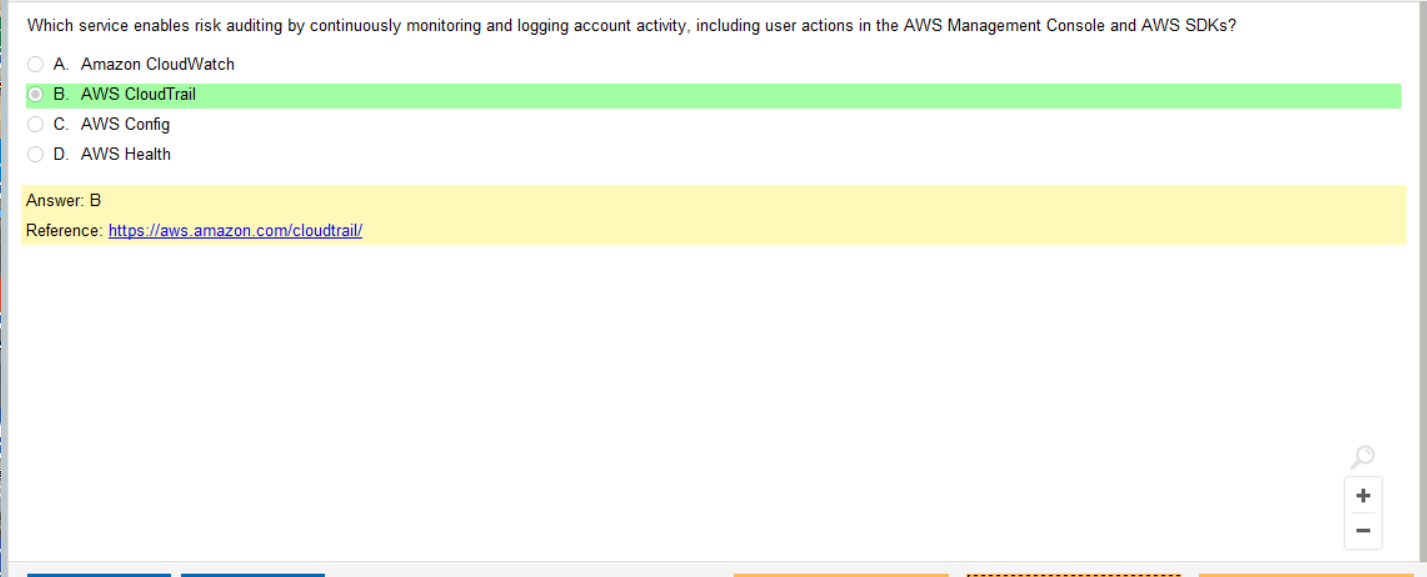 Which service enables risk auditing by continuously monitoring and logging account activity, including user actions in the AWS Management Console and AWS SDKs?
A. Amazon CloudWatch
B. AWS CloudTrail
C. AWS Config
D. AWS Health
Answer: B
Reference: https://aws.amazon.com/cloudtrail/